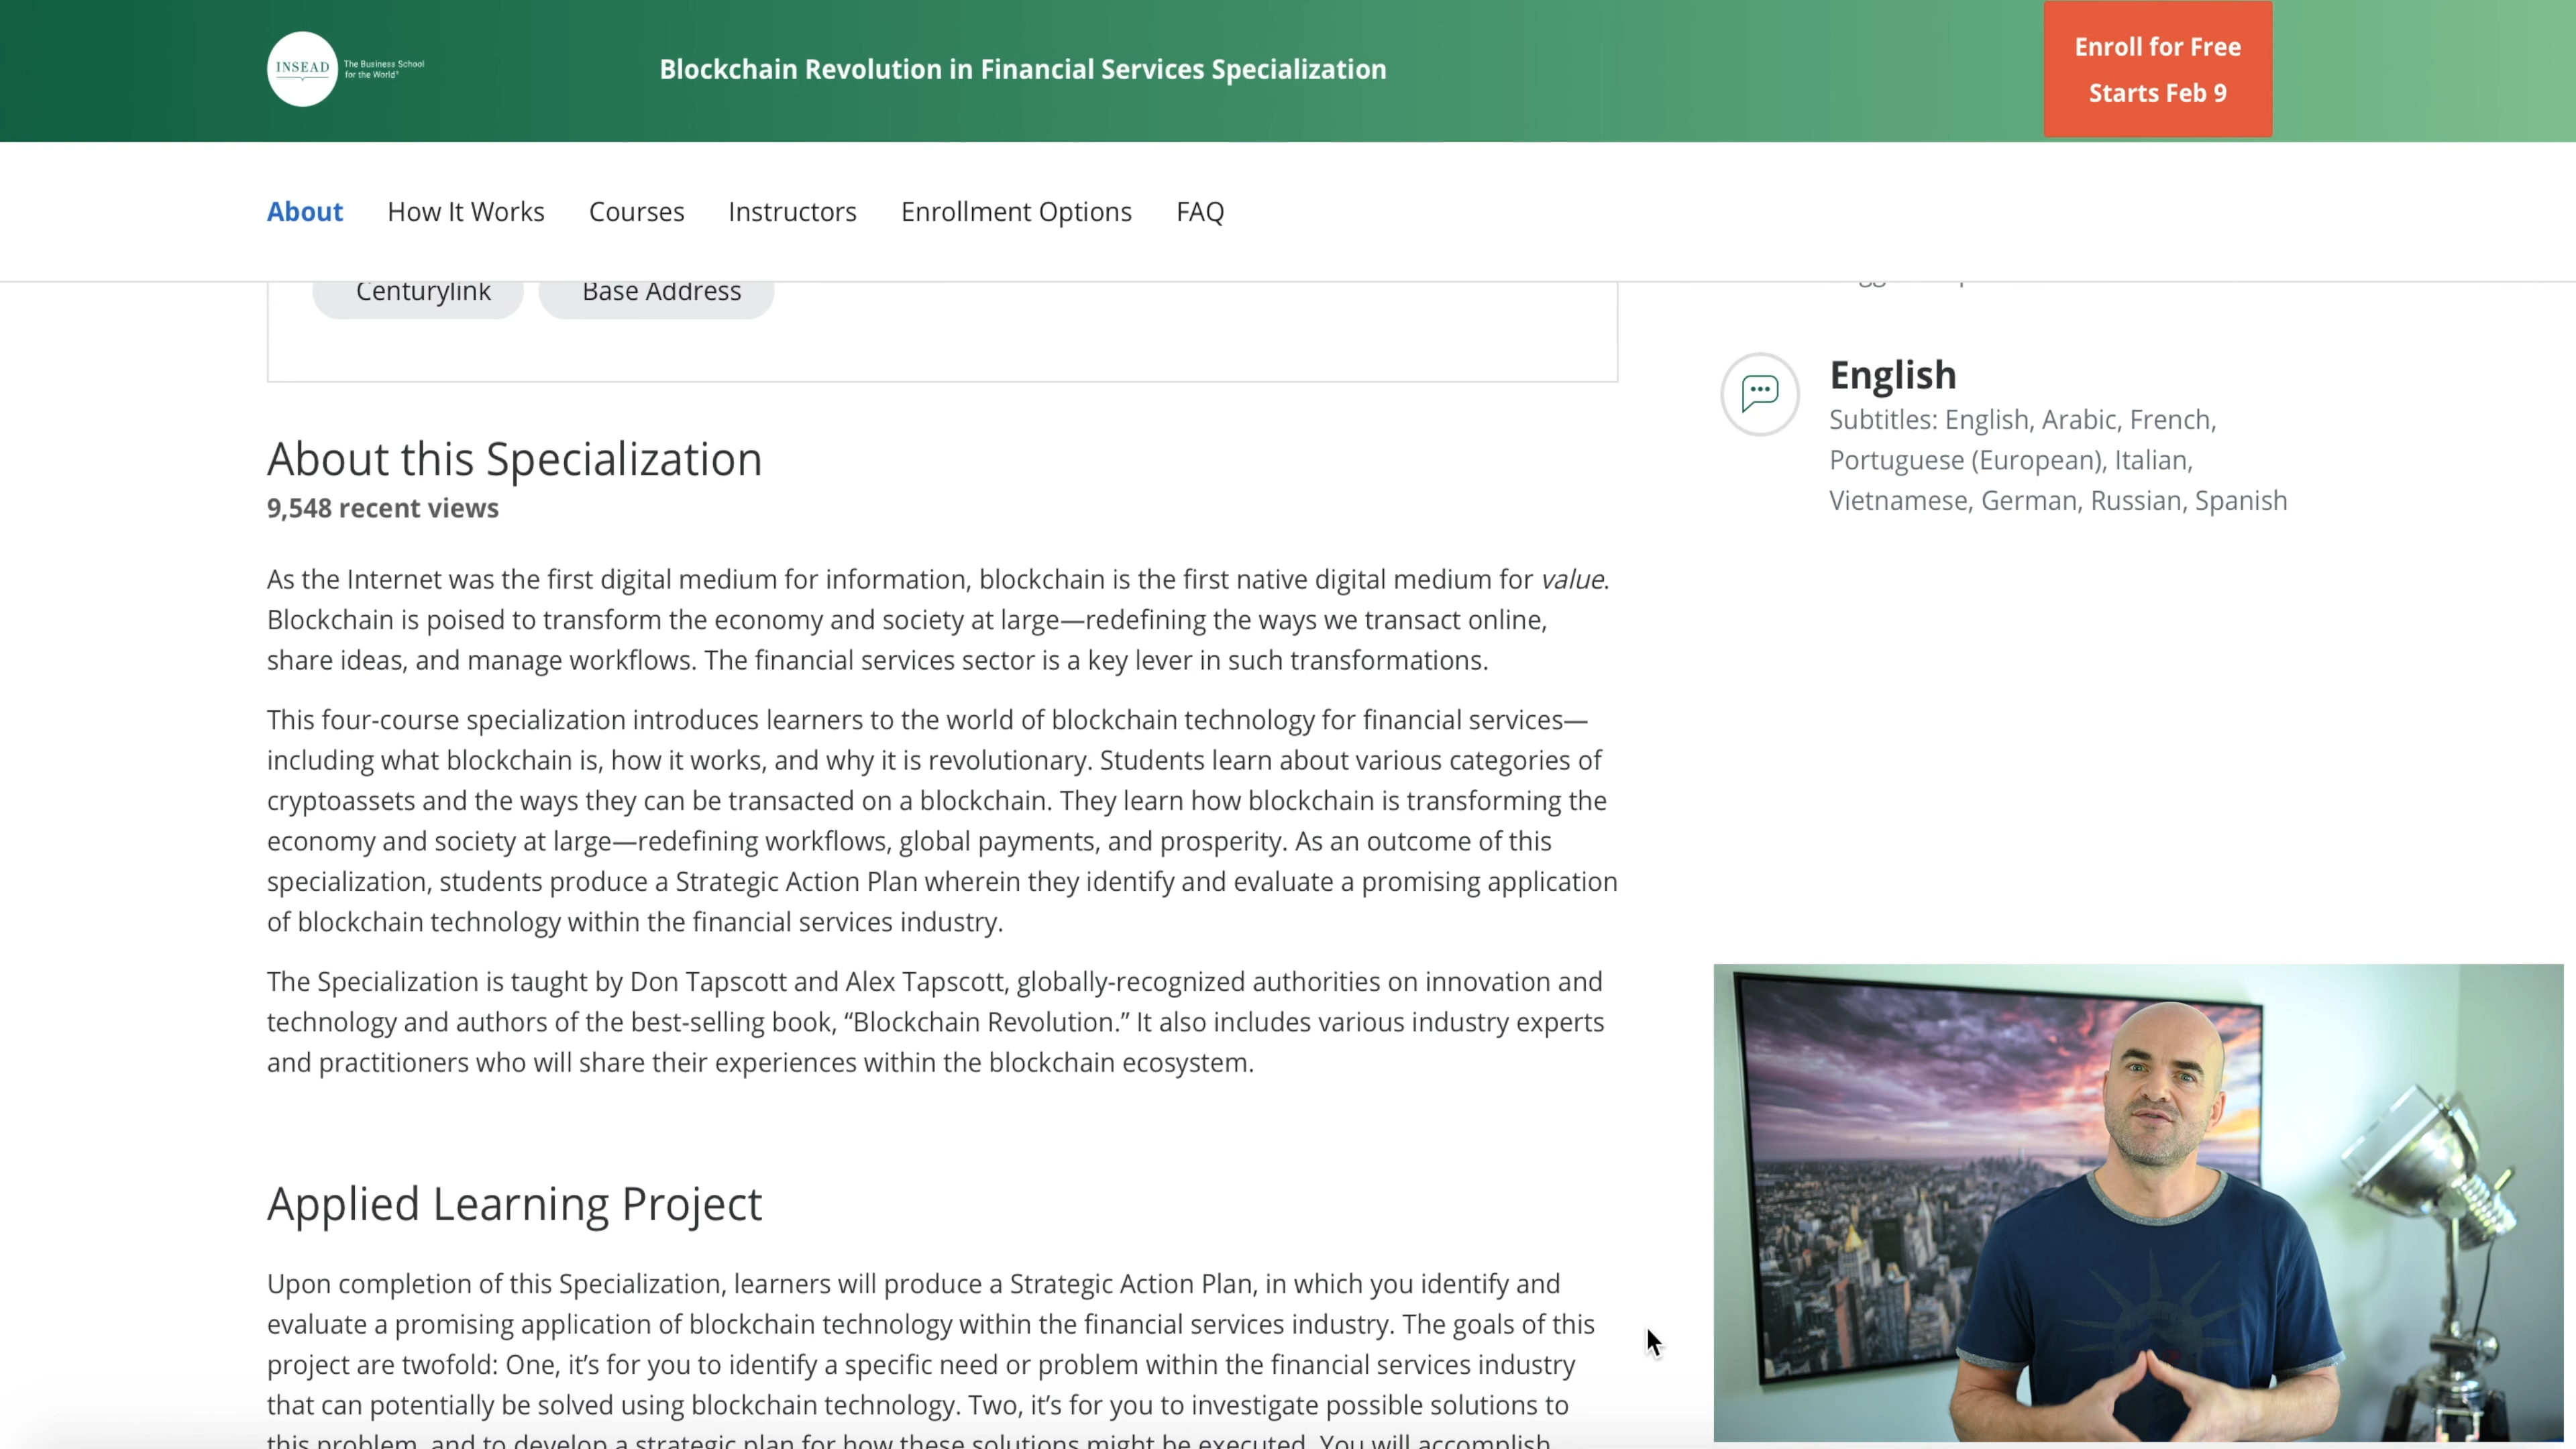 INSEAD
The Business School
for the World®
Blockchain Revolution in Financial Services Specialization
Enroll for Free
Starts Feb 9
About How It Works Courses Instructors Enrollment Options FAQ
Centurylink Base Address
English
Subtitles: English, Arabic, French,
Portuguese (European), Italian,
Vietnamese, German, Russian, Spanish
About this Specialization
9,548 recent views
As the Internet was the first digital medium for information, blockchain is the first native digital medium for value.
Blockchain is poised to transform the economy and society at large—redefining the ways we transact online,
share ideas, and manage workflows. The financial services sector is a key lever in such transformations.
This four-course specialization introduces learners to the world of blockchain technology for financial services—
including what blockchain is, how it works, and why it is revolutionary. Students learn about various categories of
cryptoassets and the ways they can be transacted on a blockchain. They learn how blockchain is transforming the
economy and society at large—redefining workflows, global payments, and prosperity. As an outcome of this
specialization, students produce a Strategic Action Plan wherein they identify and evaluate a promising application
of blockchain technology within the financial services industry.
The Specialization is taught by Don Tapscott and Alex Tapscott, globally-recognized authorities on innovation and
technology and authors of the best-selling book, “Blockchain Revolution.” It also includes various industry experts
and practitioners who will share their experiences within the blockchain ecosystem.
Applied Learning Project
Upon completion of this Specialization, learners will produce a Strategic Action Plan, in which you identify and
evaluate a promising application of blockchain technology within the financial services industry. The goals of this
project are twofold: One, it’s for you to identify a specific need or problem within the financial services industry
that can potentially be solved using blockchain technology. Two, it’s for you to investigate possible solutions to
this problem, and to develop a strategic plan for how these solutions might be executed. You will accomplish